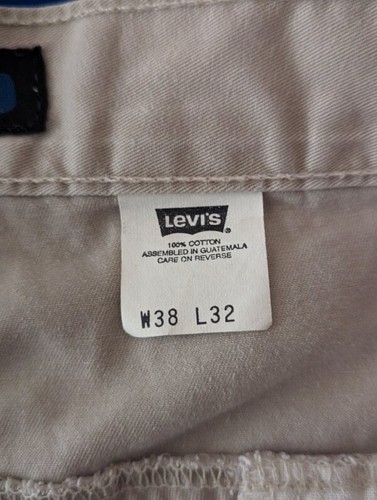 LEVI'S
®
100% COTTON
ASSEMBLED IN GUATEMALA
CARE ON REVERSE
W38 L32